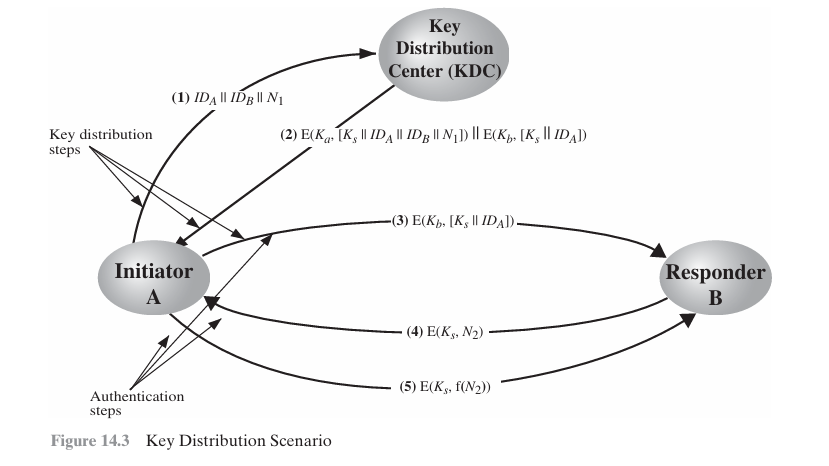 Key
Distribution
Center (KDC)
(1) ID_A || ID_B || N_1
Key distribution
steps
(2) E(K_a, [K_s || ID_A || ID_B || N_1]) || E(K_b, [K_s || ID_A])
(3) E(K_b, [K_s || ID_A])
Initiator
A
Responder
B
(4) E(K_s, N_2)
(5) E(K_s, f(N_2))
Authentication
steps
Figure 14.3 Key Distribution Scenario